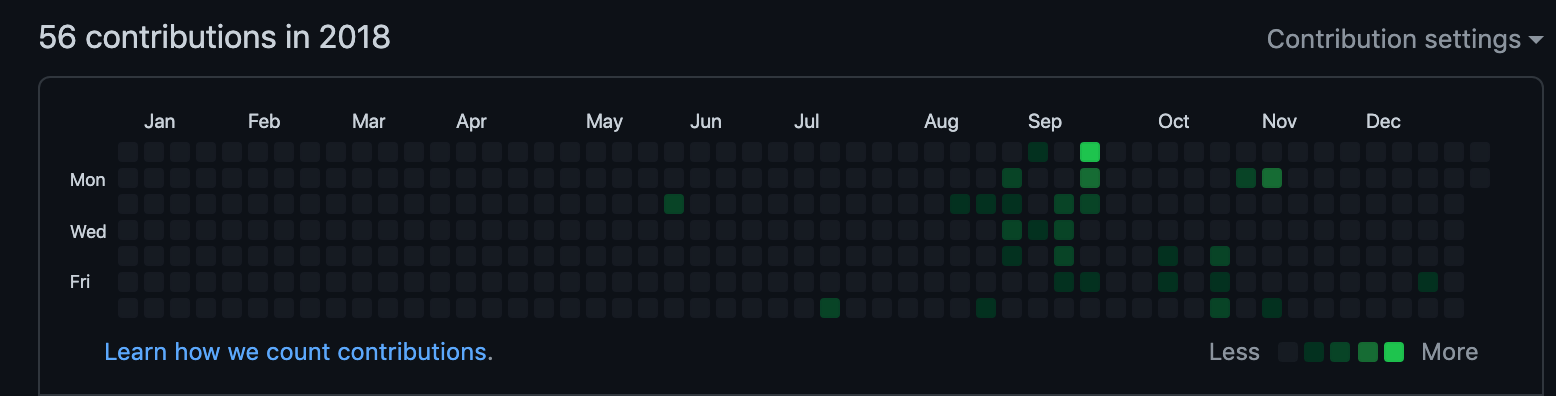 56 contributions in 2018
Contribution settings
Jan Feb Mar Apr May Jun Jul Aug Sep Oct Nov Dec
Mon
Wed
Fri
Learn how we count contributions.
Less More